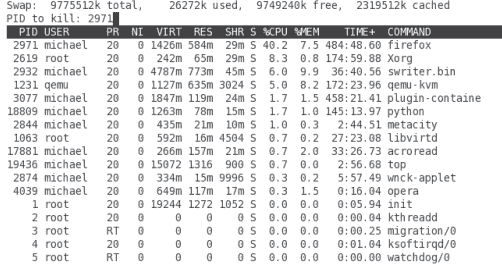 Swap:  9775512k total,    26272k used,  9749240k free,  2319512k cached
PID to kill: 2971
  PID USER      PR  NI  VIRT  RES  SHR S %CPU %MEM    TIME+  COMMAND
 2971 michael   20   0 1426m 584m  29m S 40.2  7.5 484:48.60 firefox
 2619 root      20   0  242m  65m  29m S  8.3  0.8 174:59.88 Xorg
 2932 michael   20   0 4787m 773m  45m S  6.0  9.9  36:40.56 swriter.bin
 1231 qemu      20   0 1127m 635m 3024 S  5.0  8.2 172:23.96 qemu-kvm
 3077 michael   20   0 1847m 119m  24m S  1.7  1.5 458:21.41 plugin-containe
18809 michael   20   0 1263m  78m  15m S  1.7  1.0 145:13.97 python
 2844 michael   20   0  435m  21m  10m S  1.0  0.3   2:44.51 metacity
 1063 root      20   0  592m  16m 4504 S  0.7  0.2  27:23.08 libvirtd
17881 michael   20   0  266m 157m  21m S  0.7  2.0  33:26.73 acroread
19436 michael   20   0 15072 1316  900 S  0.7  0.0   2:56.68 top
 2874 michael   20   0  334m  15m 9996 S  0.3  0.2   5:57.49 wnck-applet
 4039 michael   20   0  649m 117m  17m S  0.3  1.5   0:16.04 opera
    1 root      20   0 19244 1272 1052 S  0.0  0.0   0:05.94 init
    2 root      20   0     0    0    0 S  0.0  0.0   0:00.04 kthreadd
    3 root      RT   0     0    0    0 S  0.0  0.0   0:00.25 migration/0
    4 root      20   0     0    0    0 S  0.0  0.0   0:01.04 ksoftirqd/0
    5 root      RT   0     0    0    0 S  0.0  0.0   0:00.00 watchdog/0